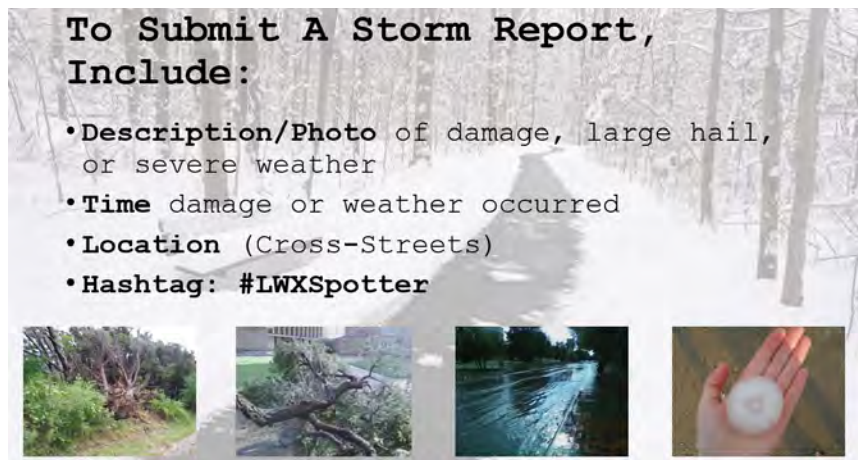 To Submit A Storm Report,
Include:
•Description/Photo of damage, large hail,
or severe weather
•Time damage or weather occurred
•Location (Cross-Streets)
•Hashtag: #LWXSpotter